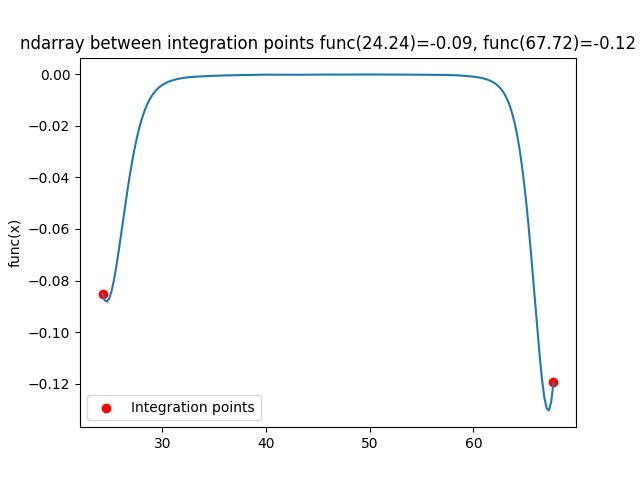 ndarray between integration points func(24.24)=-0.09, func(67.72)=-0.12
0.00
−0.02
−0.04
−0.06
−0.08
−0.10
−0.12
func(x)
Integration points
30 40 50 60